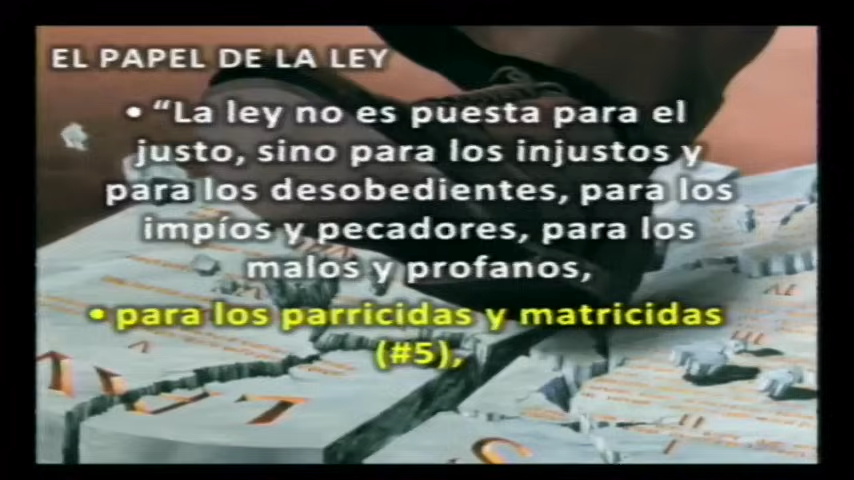 EL PAPEL DE LA LEY
• “La ley no es puesta para el
justo, sino para los injustos y
para los desobedientes, para los
impíos y pecadores, para los
malos y profanos,
• para los parricidas y matricidas
(#5),